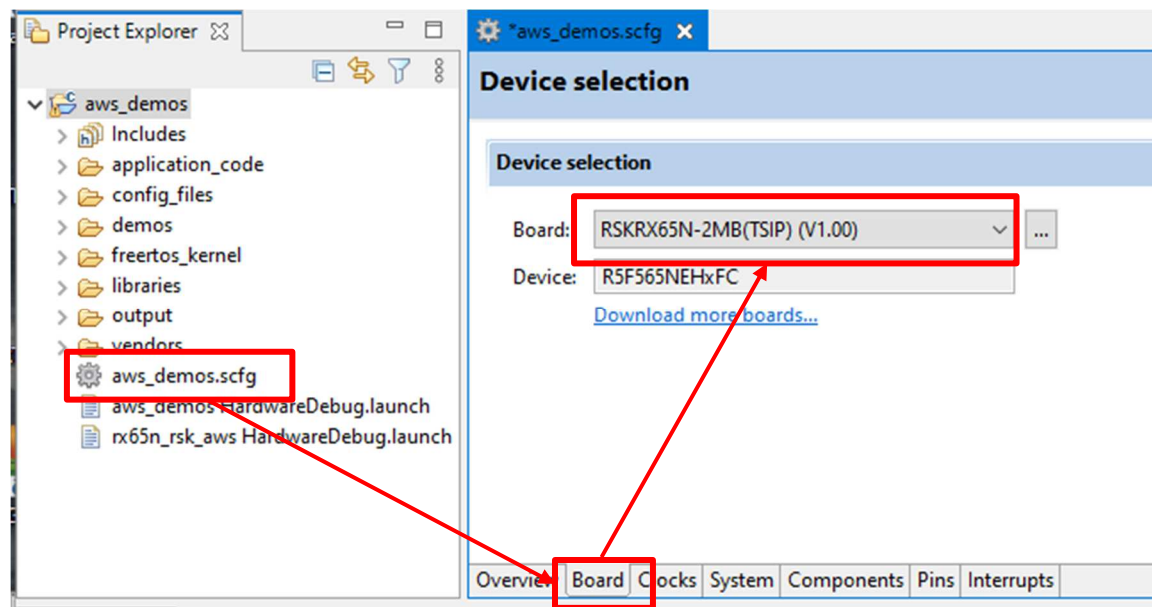 Project Explorer
aws_demos
Includes
application_code
config_files
demos
freertos_kernel
libraries
output
vendors
aws_demos.scfg
aws_demos HardwareDebug.launch
rx65n_rsk_aws HardwareDebug.launch
*aws_demos.scfg
Device selection
Device selection
Board: RSKRX65N-2MB(TSIP) (V1.00) ...
Device: R5F565NEHxFC
Download more boards...
Overview Board Clocks System Components Pins Interrupts